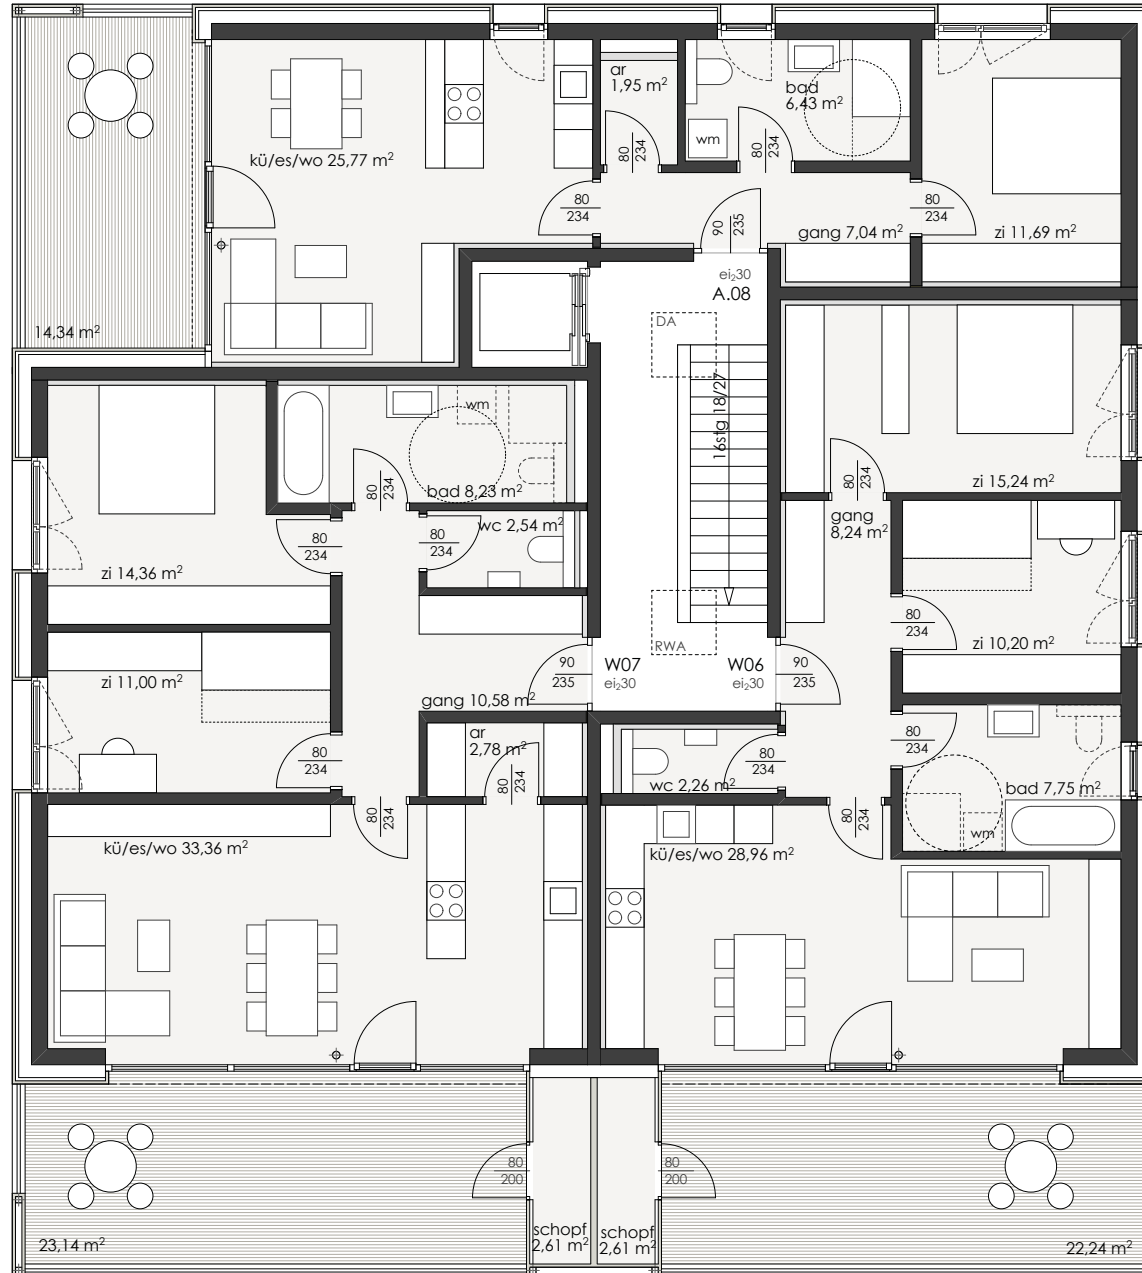 ar
1,95 m²
bad
6,43 m²
wm
kü/es/wo 25,77 m²
80
234
80
234
80
234
80
234
90
235
gang 7,04 m²
zi 11,69 m²
ei₂30
A.08
DA
14,34 m²
16stg 18/27
wm
bad 8,23 m²
80
234
80
234
zi 15,24 m²
gang
8,24 m²
wc 2,54 m²
80
234
80
234
zi 14,36 m²
80
234
zi 10,20 m²
RWA
W07
ei₂30
W06
ei₂30
90
235
90
235
zi 11,00 m²
gang 10,58 m²
ar
2,78 m²
80
234
80
234
80
234
80
234
wc 2,26 m²
bad 7,75 m²
wm
80
234
80
234
kü/es/wo 33,36 m²
kü/es/wo 28,96 m²
80
200
80
200
schopf
2,61 m²
schopf
2,61 m²
23,14 m²
22,24 m²